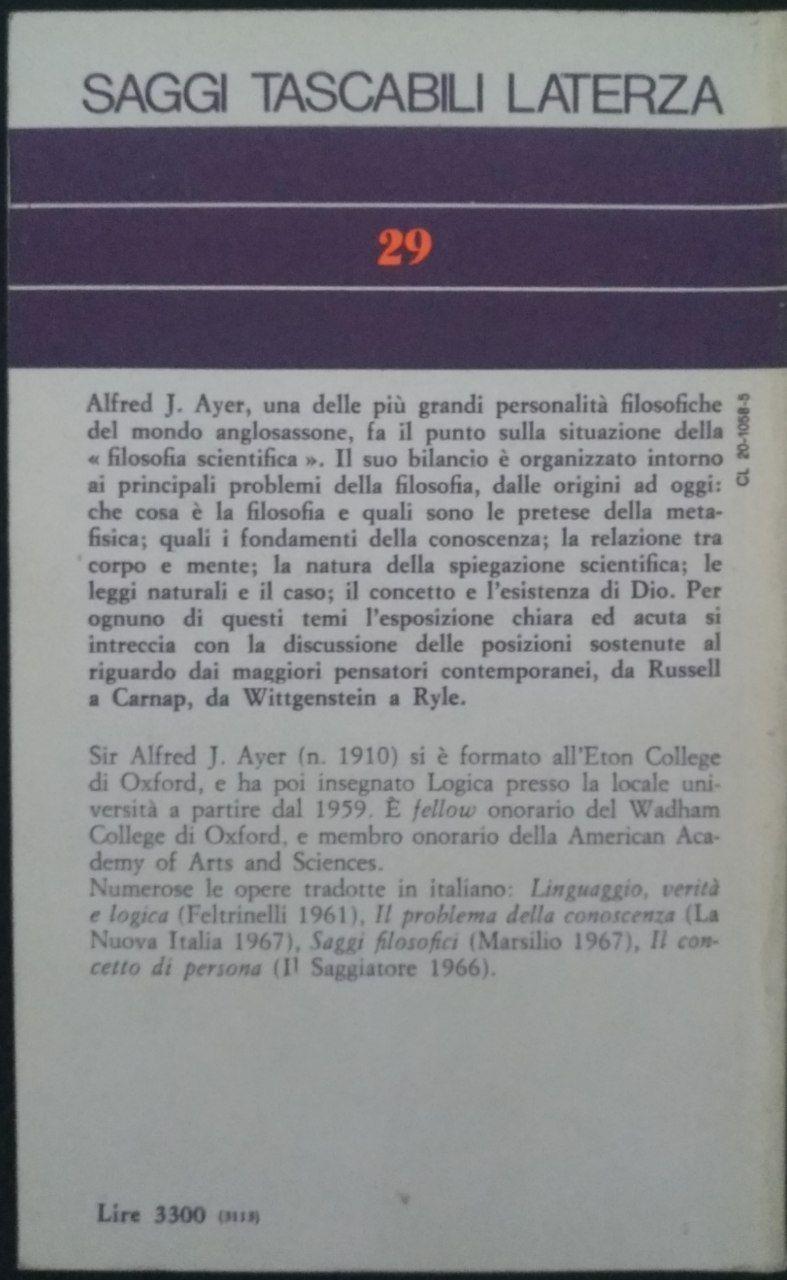 SAGGI TASCABILI LATERZA
29
Alfred J. Ayer, una delle più grandi personalità filosofiche
del mondo anglosassone, fa il punto sulla situazione della
« filosofia scientifica ». Il suo bilancio è organizzato intorno
ai principali problemi della filosofia, dalle origini ad oggi:
che cosa è la filosofia e quali sono le pretese della meta-
fisica; quali i fondamenti della conoscenza; la relazione tra
corpo e mente; la natura della spiegazione scientifica; le
leggi naturali e il caso; il concetto e l'esistenza di Dio. Per
ognuno di questi temi l'esposizione chiara ed acuta si
intreccia con la discussione delle posizioni sostenute al
riguardo dai maggiori pensatori contemporanei, da Russell
a Carnap, da Wittgenstein a Ryle.
CL 20-1058-5
Sir Alfred J. Ayer (n. 1910) si è formato all'Eton College
di Oxford, e ha poi insegnato Logica presso la locale uni-
versità a partire dal 1959. È fellow onorario del Wadham
College di Oxford, e membro onorario della American Aca-
demy of Arts and Sciences.
Numerose le opere tradotte in italiano: Linguaggio, verità
e logica (Feltrinelli 1961), Il problema della conoscenza (La
Nuova Italia 1967), Saggi filosofici (Marsilio 1967), Il con-
cetto di persona (Il Saggiatore 1966).
Lire 3300